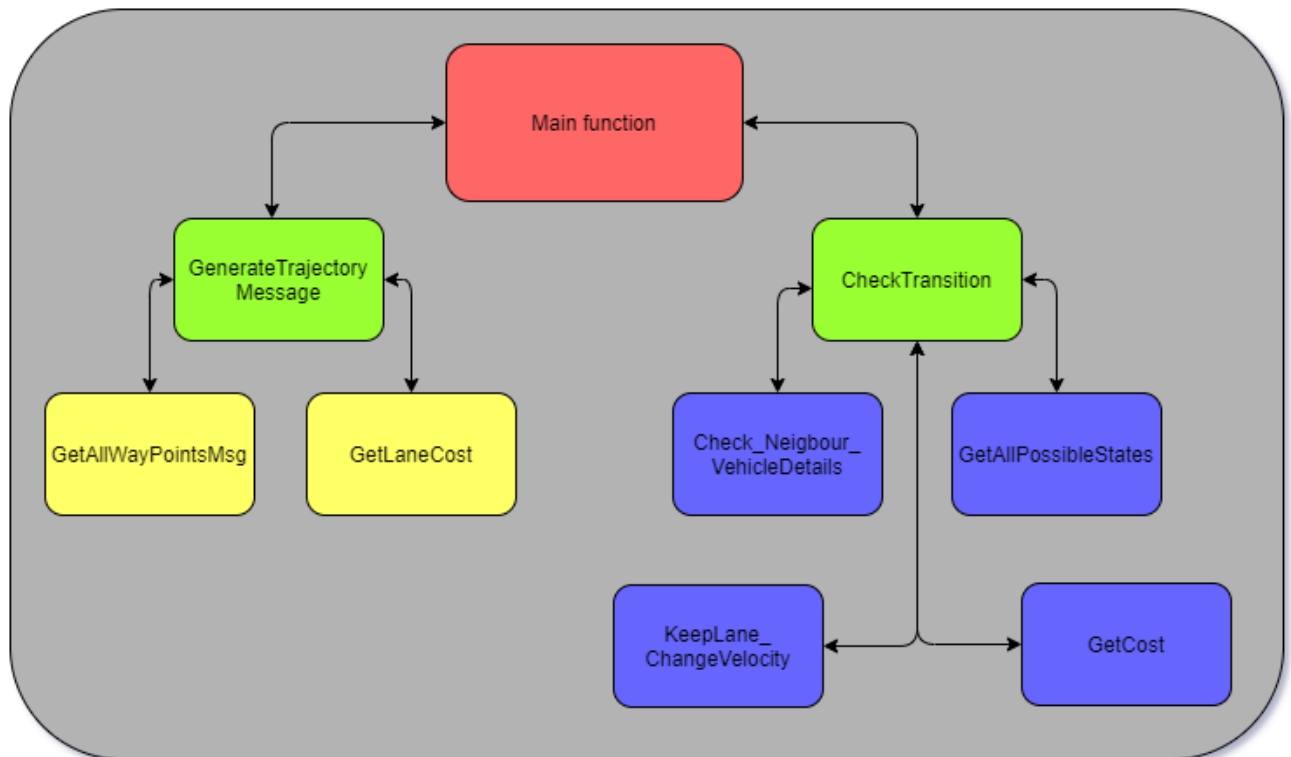 Main function
GenerateTrajectory
Message
CheckTransition
GetAllWayPointsMsg
GetLaneCost
Check_Neigbour_
VehicleDetails
GetAllPossibleStates
KeepLane_
ChangeVelocity
GetCost